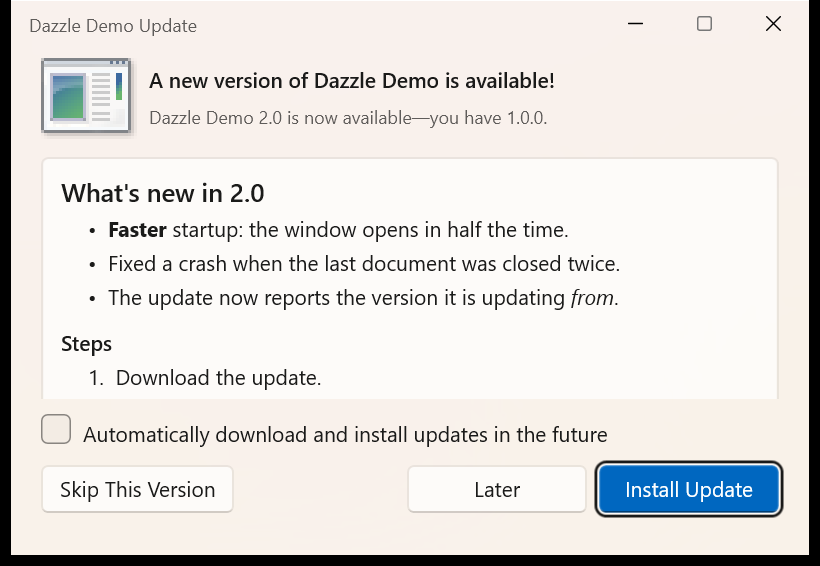 Dazzle Demo Update
A new version of Dazzle Demo is available!
Dazzle Demo 2.0 is now available—you have 1.0.0.
What's new in 2.0
• Faster startup: the window opens in half the time.
• Fixed a crash when the last document was closed twice.
• The update now reports the version it is updating from.
Steps
1. Download the update.
Automatically download and install updates in the future
Skip This Version
Later
Install Update